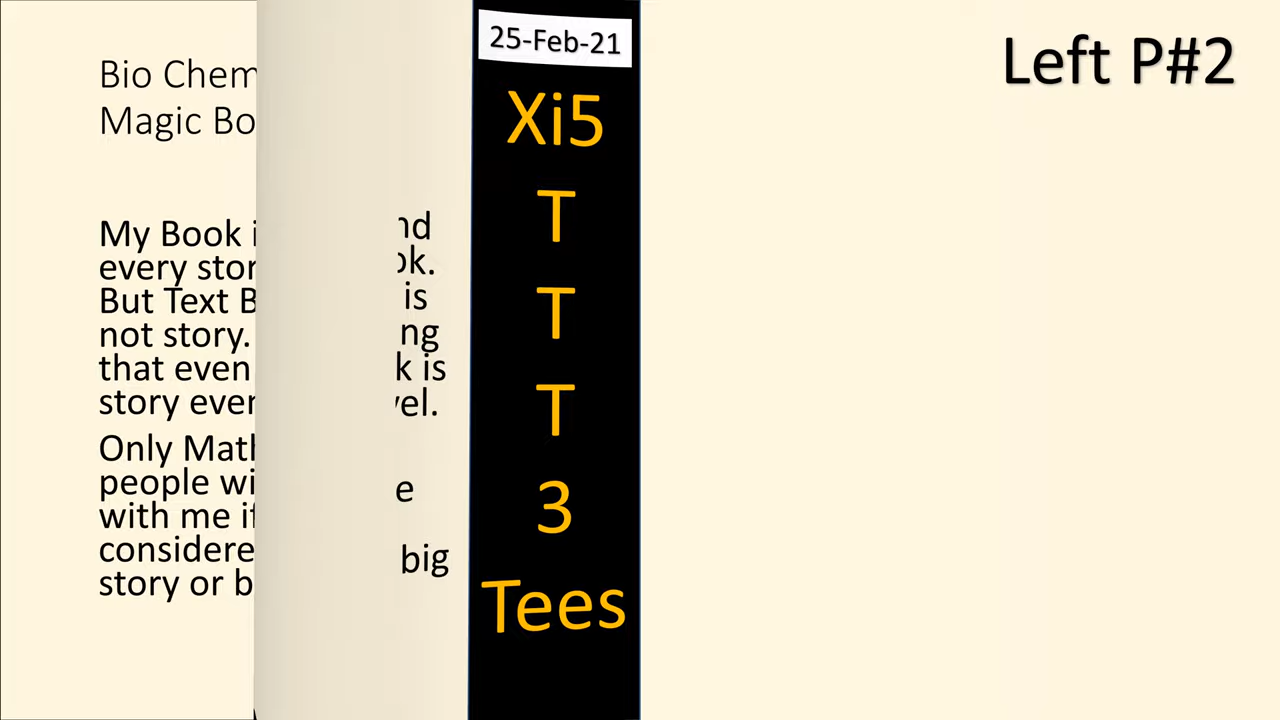 Bio Chem
Magic Bo
My Book i
every stor
But Text B
not story.
that even
story ever
Only Math
people wi
with me if
considere
story or b
nd
ok.
is
ng
k is
vel.
e
big
25-Feb-21
Xi5
T
T
T
3
Tees
Left P#2